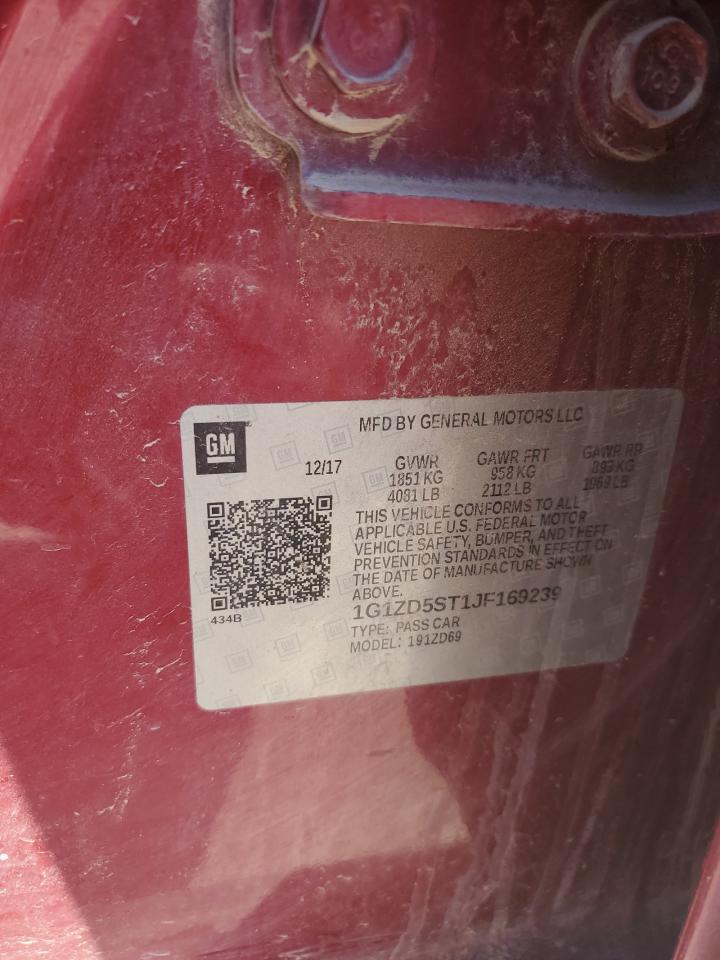 MFD BY GENERAL MOTORS LLC
GM
12/17
GVWR
1851 KG
4081 LB
GAWR FRT
958 KG
2112 LB
GAWR RR
893 KG
1969 LB
THIS VEHICLE CONFORMS TO ALL
APPLICABLE U.S. FEDERAL MOTOR
VEHICLE SAFETY, BUMPER, AND THEFT
PREVENTION STANDARDS IN EFFECT ON
THE DATE OF MANUFACTURE SHOWN
ABOVE.
434B
1G1ZD5ST1JF169239
TYPE: PASS CAR
MODEL: 191ZD69